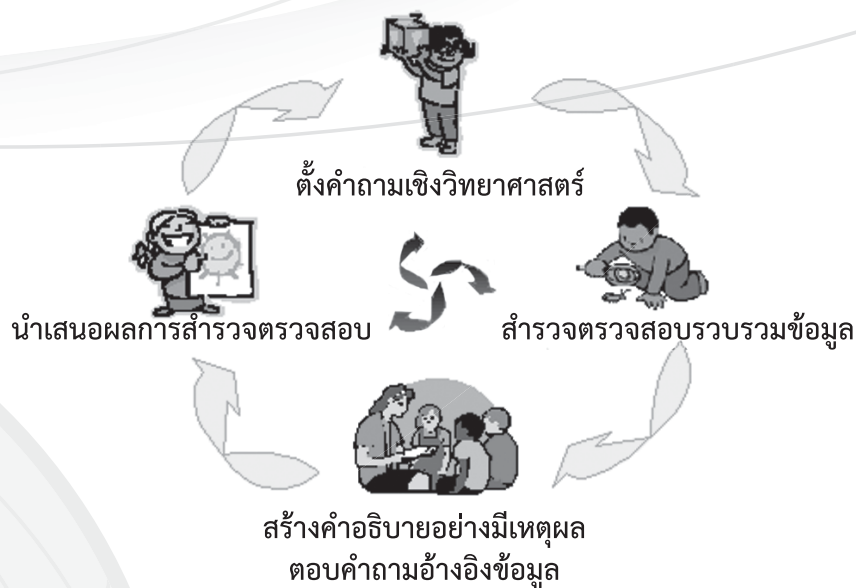 ตั้งคำถามเชิงวิทยาศาสตร์
นำเสนอผลการสำรวจตรวจสอบ
สำรวจตรวจสอบรวบรวมข้อมูล
สร้างคำอธิบายอย่างมีเหตุผล
ตอบคำถามอ้างอิงข้อมูล